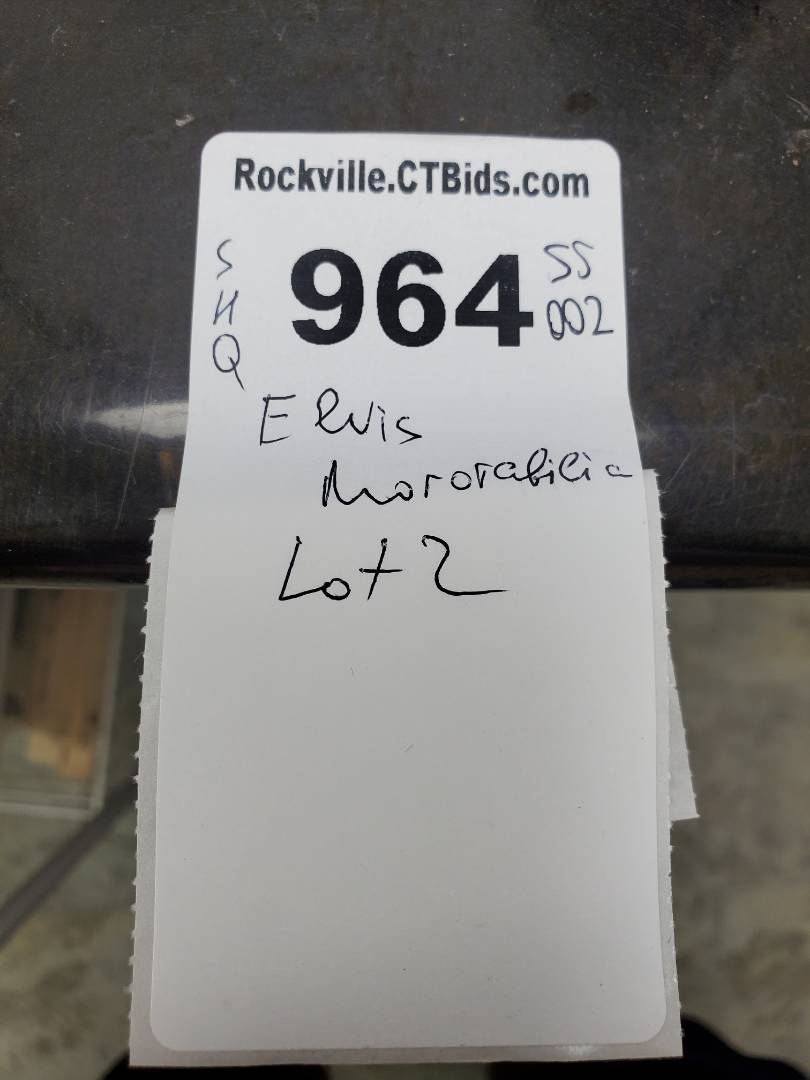 Rockville.CTBids.com
S
H
Q
964
SS
002
Elvis
Mororabilia
Lot 2